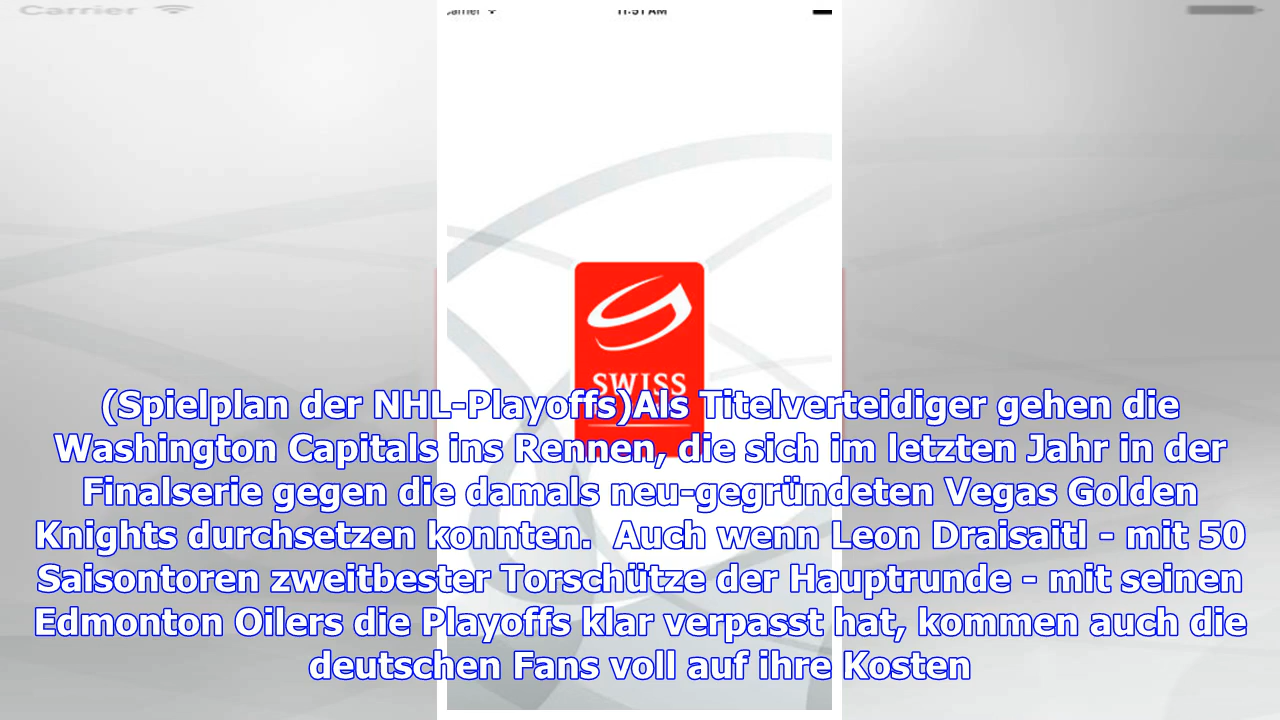 Carrier
11:51 AM
SWISS
(Spielplan der NHL-Playoffs)Als Titelverteidiger gehen die
Washington Capitals ins Rennen, die sich im letzten Jahr in der
Finalserie gegen die damals neu-gegründeten Vegas Golden
Knights durchsetzen konnten.  Auch wenn Leon Draisaitl - mit 50
Saisontoren zweitbester Torschütze der Hauptrunde - mit seinen
Edmonton Oilers die Playoffs klar verpasst hat, kommen auch die
deutschen Fans voll auf ihre Kosten